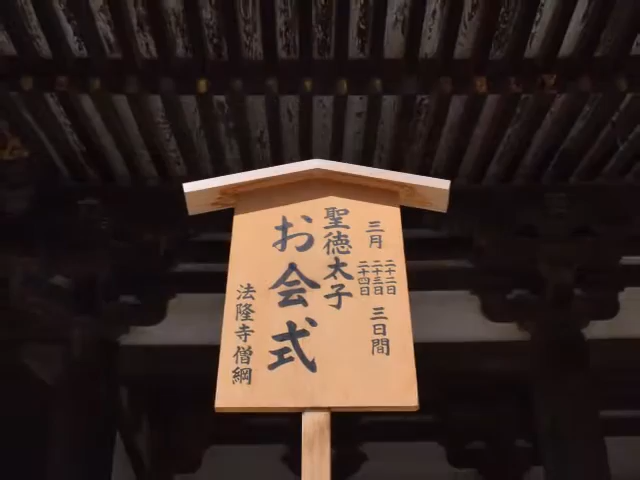 三月 二十二日 二十三日 二十四日 三日間
聖徳太子
お会式
法隆寺僧綱